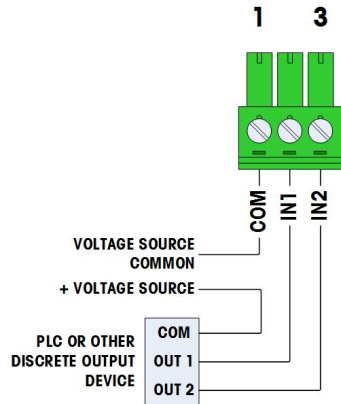 1 3
COM IN1 IN2
VOLTAGE SOURCE
COMMON
+ VOLTAGE SOURCE
PLC OR OTHER
DISCRETE OUTPUT
DEVICE
COM
OUT 1
OUT 2